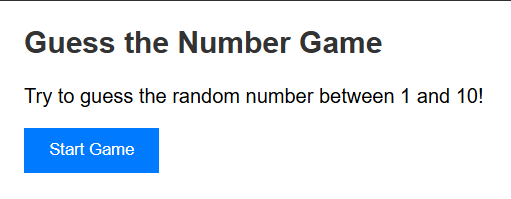 Guess the Number Game
Try to guess the random number between 1 and 10!
Start Game